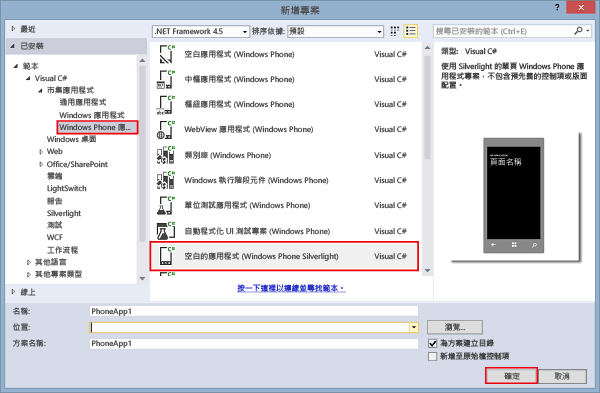 新增專案
最近
已安裝
範本
Visual C#
市集應用程式
通用應用程式
Windows 應用程式
Windows Phone 應...
Windows 桌面
Web
Office/SharePoint
雲端
LightSwitch
報告
Silverlight
測試
WCF
工作流程
其他語言
其他專案類型
線上
.NET Framework 4.5 排序依據: 預設
空白應用程式 (Windows Phone) Visual C#
中樞應用程式 (Windows Phone) Visual C#
樞紐應用程式 (Windows Phone) Visual C#
WebView 應用程式 (Windows Phone) Visual C#
類別庫 (Windows Phone) Visual C#
Windows 執行階段元件 (Windows Phone) Visual C#
單位測試應用程式 (Windows Phone) Visual C#
自動程式化 UI 測試專案 (Windows Phone) Visual C#
空白的應用程式 (Windows Phone Silverlight) Visual C#
按一下這裡以連線並尋找範本。
搜尋已安裝的範本 (Ctrl+E)
類型: Visual C#
使用 Silverlight 的單頁 Windows Phone 應
用程式專案，不包含預先義的控制項或版面
配置。
頁面名稱
名稱: PhoneApp1
位置: 瀏覽...
方案名稱: PhoneApp1
為方案建立目錄
新增至原始檔控制項
確定 取消